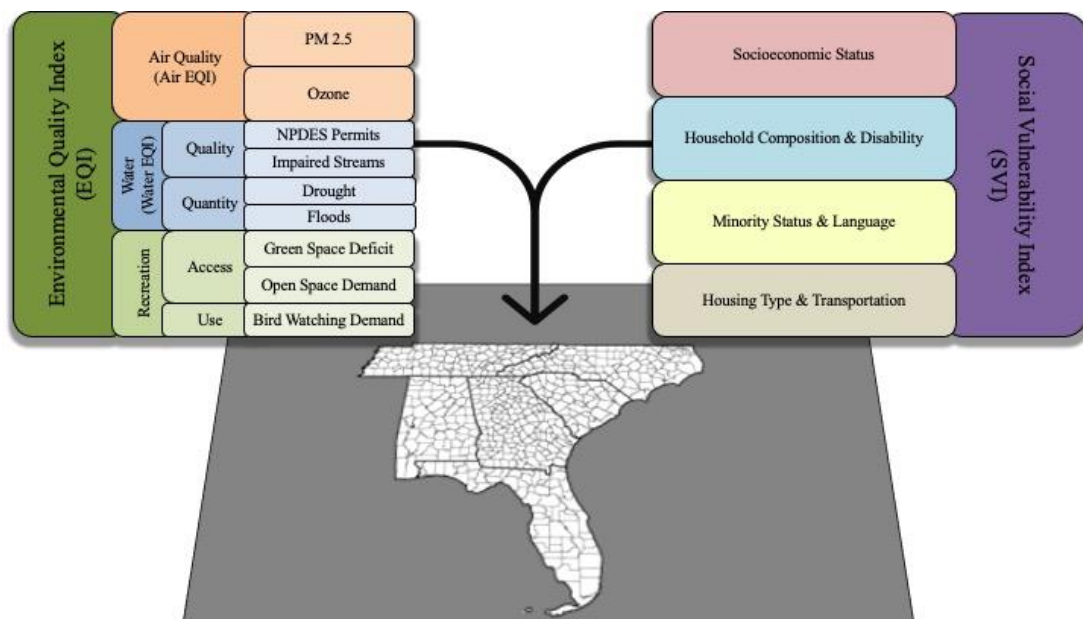 Environmental Quality Index
(EQI)
Air Quality
(Air EQI)
PM 2.5
Ozone
Water
(Water EQI)
Quality
NPDES Permits
Impaired Streams
Quantity
Drought
Floods
Recreation
Access
Green Space Deficit
Open Space Demand
Use
Bird Watching Demand
Socioeconomic Status
Household Composition & Disability
Minority Status & Language
Housing Type & Transportation
Social Vulnerability Index
(SVI)